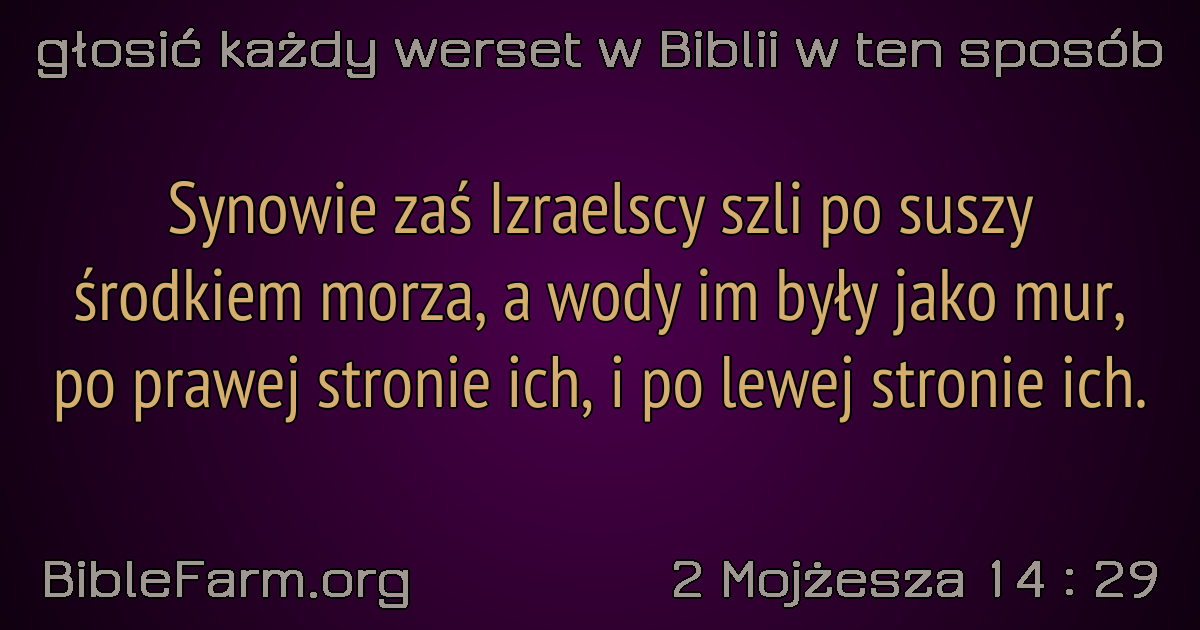 głosić każdy werset w Biblii w ten sposób
Synowie zaś Izraelscy szli po suszy
środkiem morza, a wody im były jako mur,
po prawej stronie ich, i po lewej stronie ich.
BibleFarm.org
2 Mojżesza 14 : 29